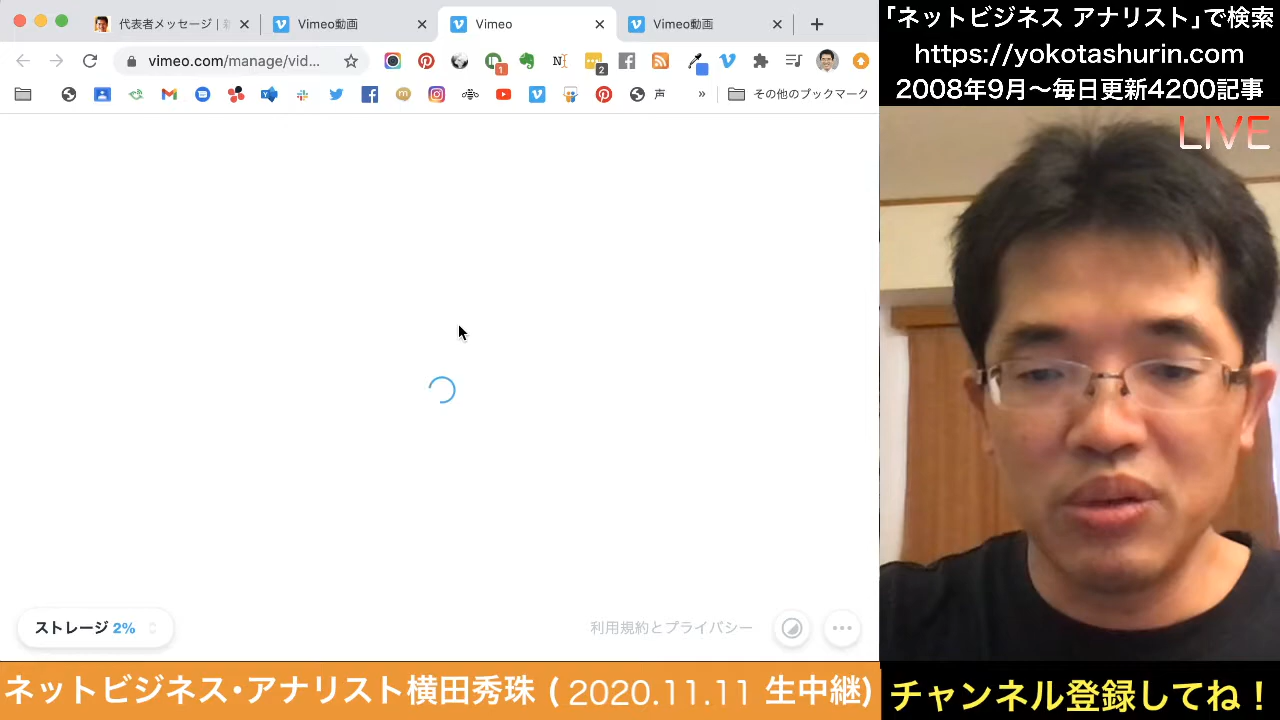 代表者メッセージ
Vimeo動画
Vimeo
Vimeo動画
vimeo.com/manage/vid...
1
2
声
その他のブックマーク
ストレージ 2%
利用規約とプライバシー
「ネットビジネス アナリスト」で検索
https://yokotashurin.com
2008年9月〜毎日更新4200記事
LIVE
ネットビジネス・アナリスト横田秀珠 ( 2020.11.11 生中継)
チャンネル登録してね！